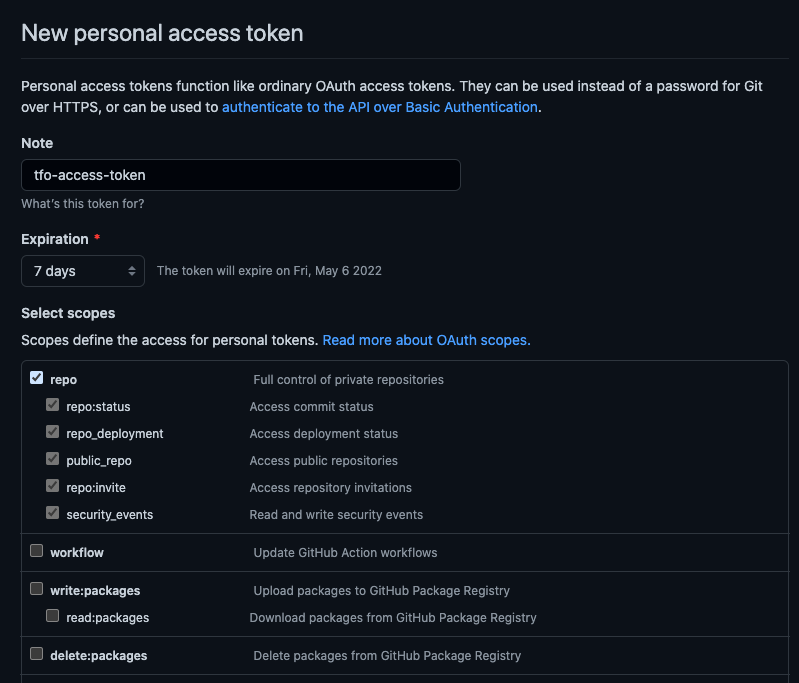 New personal access token
Personal access tokens function like ordinary OAuth access tokens. They can be used instead of a password for Git
over HTTPS, or can be used to authenticate to the API over Basic Authentication.
Note
tfo-access-token
What's this token for?
Expiration *
7 days The token will expire on Fri, May 6 2022
Select scopes
Scopes define the access for personal tokens. Read more about OAuth scopes.
repo Full control of private repositories
repo:status Access commit status
repo_deployment Access deployment status
public_repo Access public repositories
repo:invite Access repository invitations
security_events Read and write security events
workflow Update GitHub Action workflows
write:packages Upload packages to GitHub Package Registry
read:packages Download packages from GitHub Package Registry
delete:packages Delete packages from GitHub Package Registry